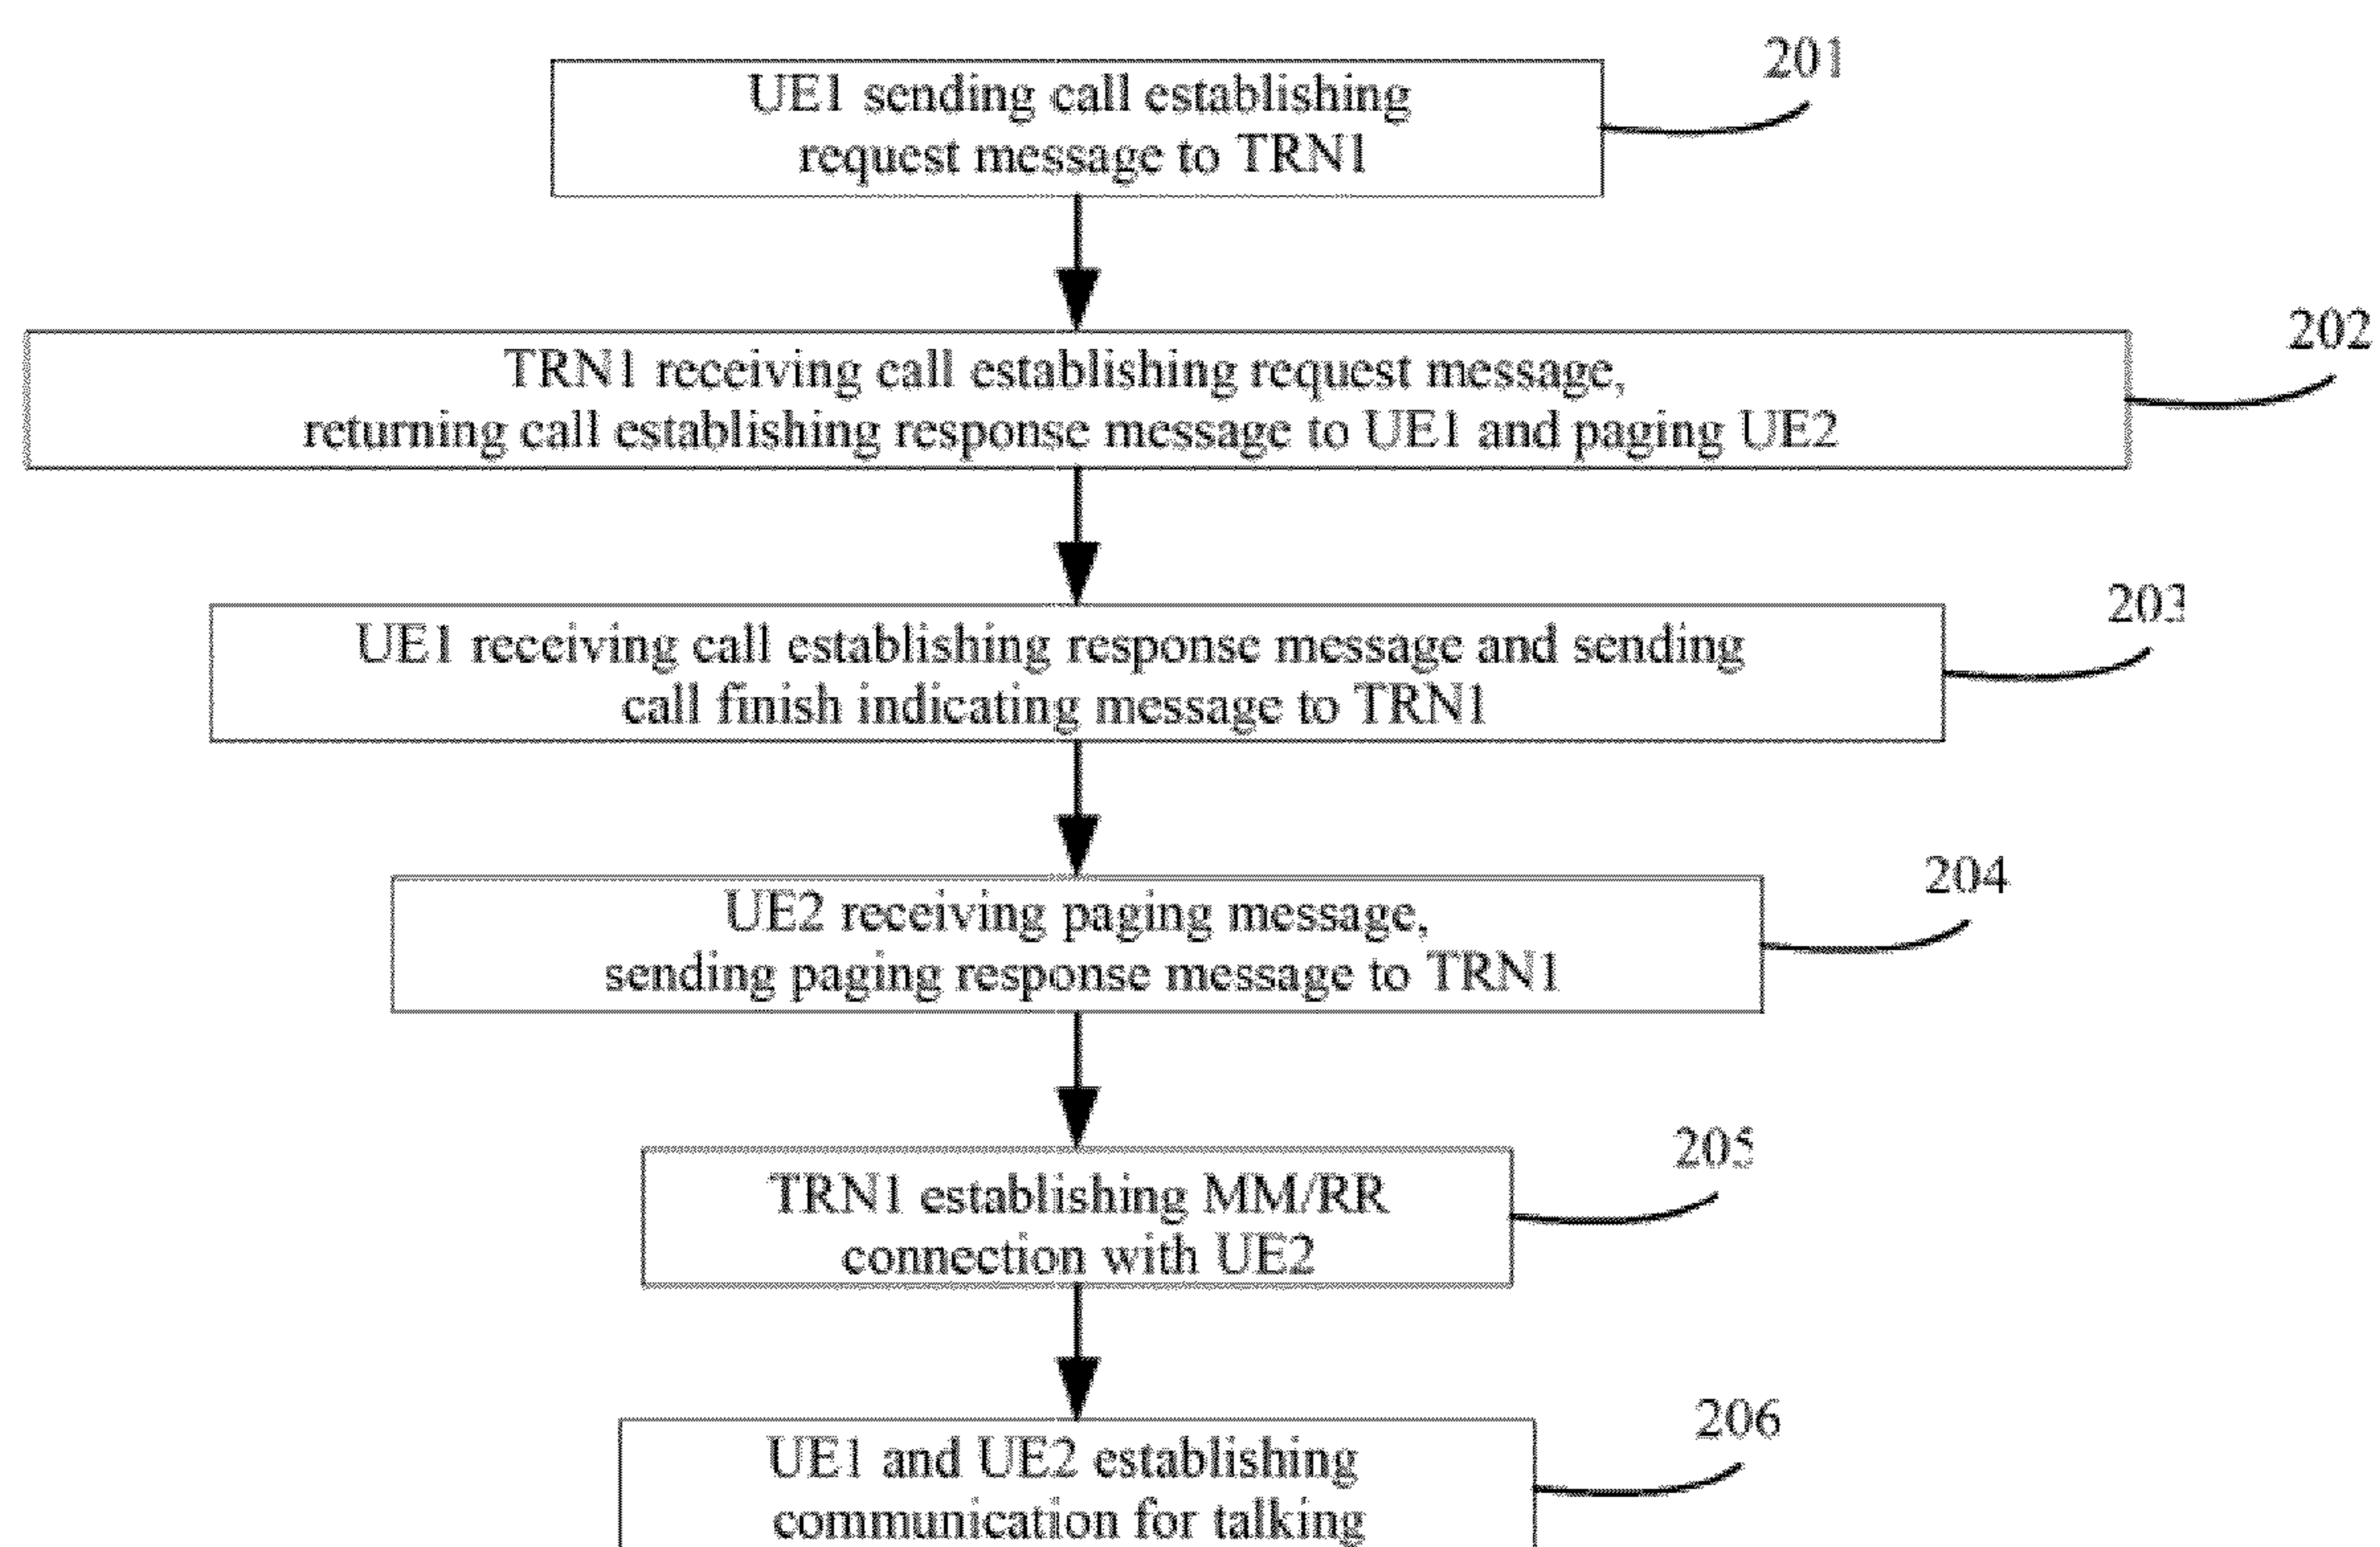 201
UE1 sending call establishing
request message to TRN1
202
TRN1 receiving call establishing request message,
returning call establishing response message to UE1 and paging UE2
203
UE1 receiving call establishing response message and sending
call finish indicating message to TRN1
204
UE2 receiving paging message,
sending paging response message to TRN1
205
TRN1 establishing MM/RR
connection with UE2
206
UE1 and UE2 establishing
communication for talking